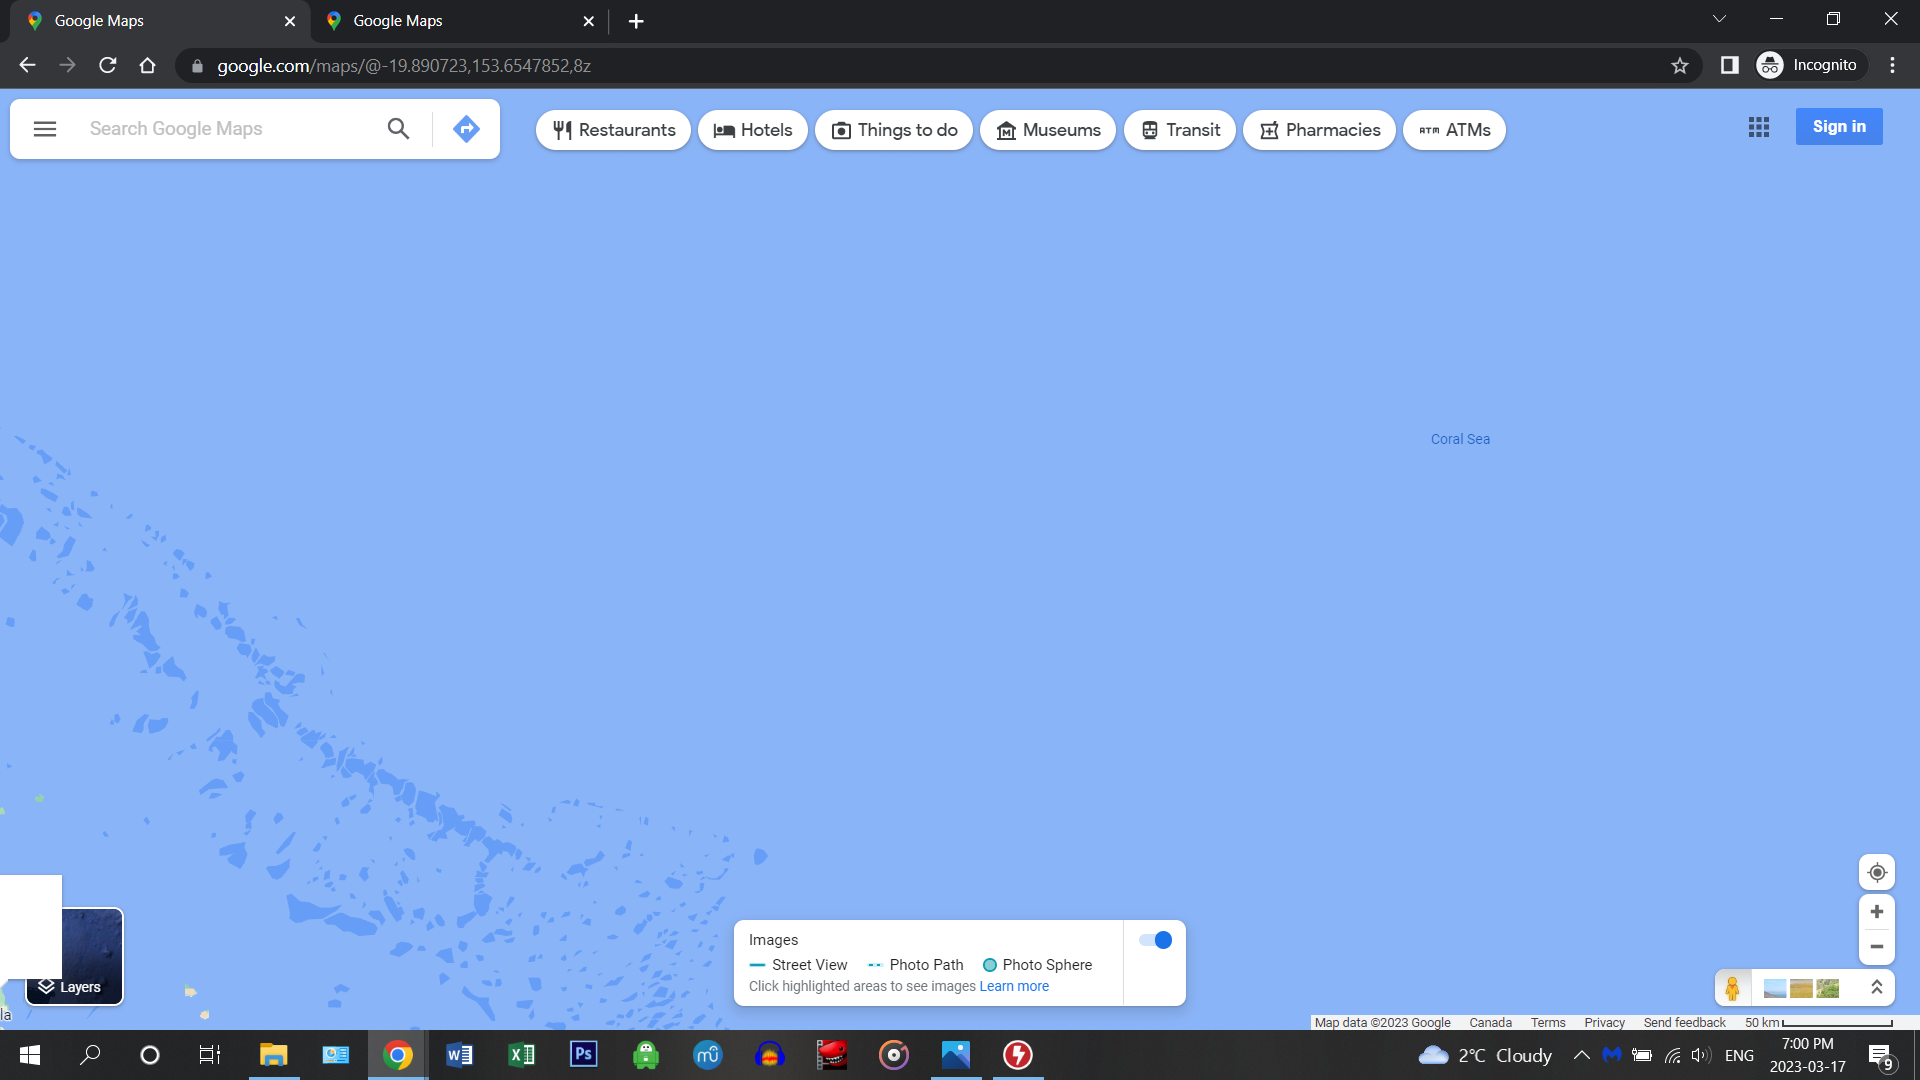 Google Maps
Google Maps
google.com/maps/@-19.890723,153.6547852,8z
Incognito
Search Google Maps
Restaurants
Hotels
Things to do
Museums
Transit
Pharmacies
ATM ATMs
Sign in
Coral Sea
Images
Street View
Photo Path
Photo Sphere
Click highlighted areas to see images Learn more
Layers
la
Map data ©2023 Google Canada Terms Privacy Send feedback 50 km
Ps
2°C Cloudy
ENG
7:00 PM
2023-03-17
9